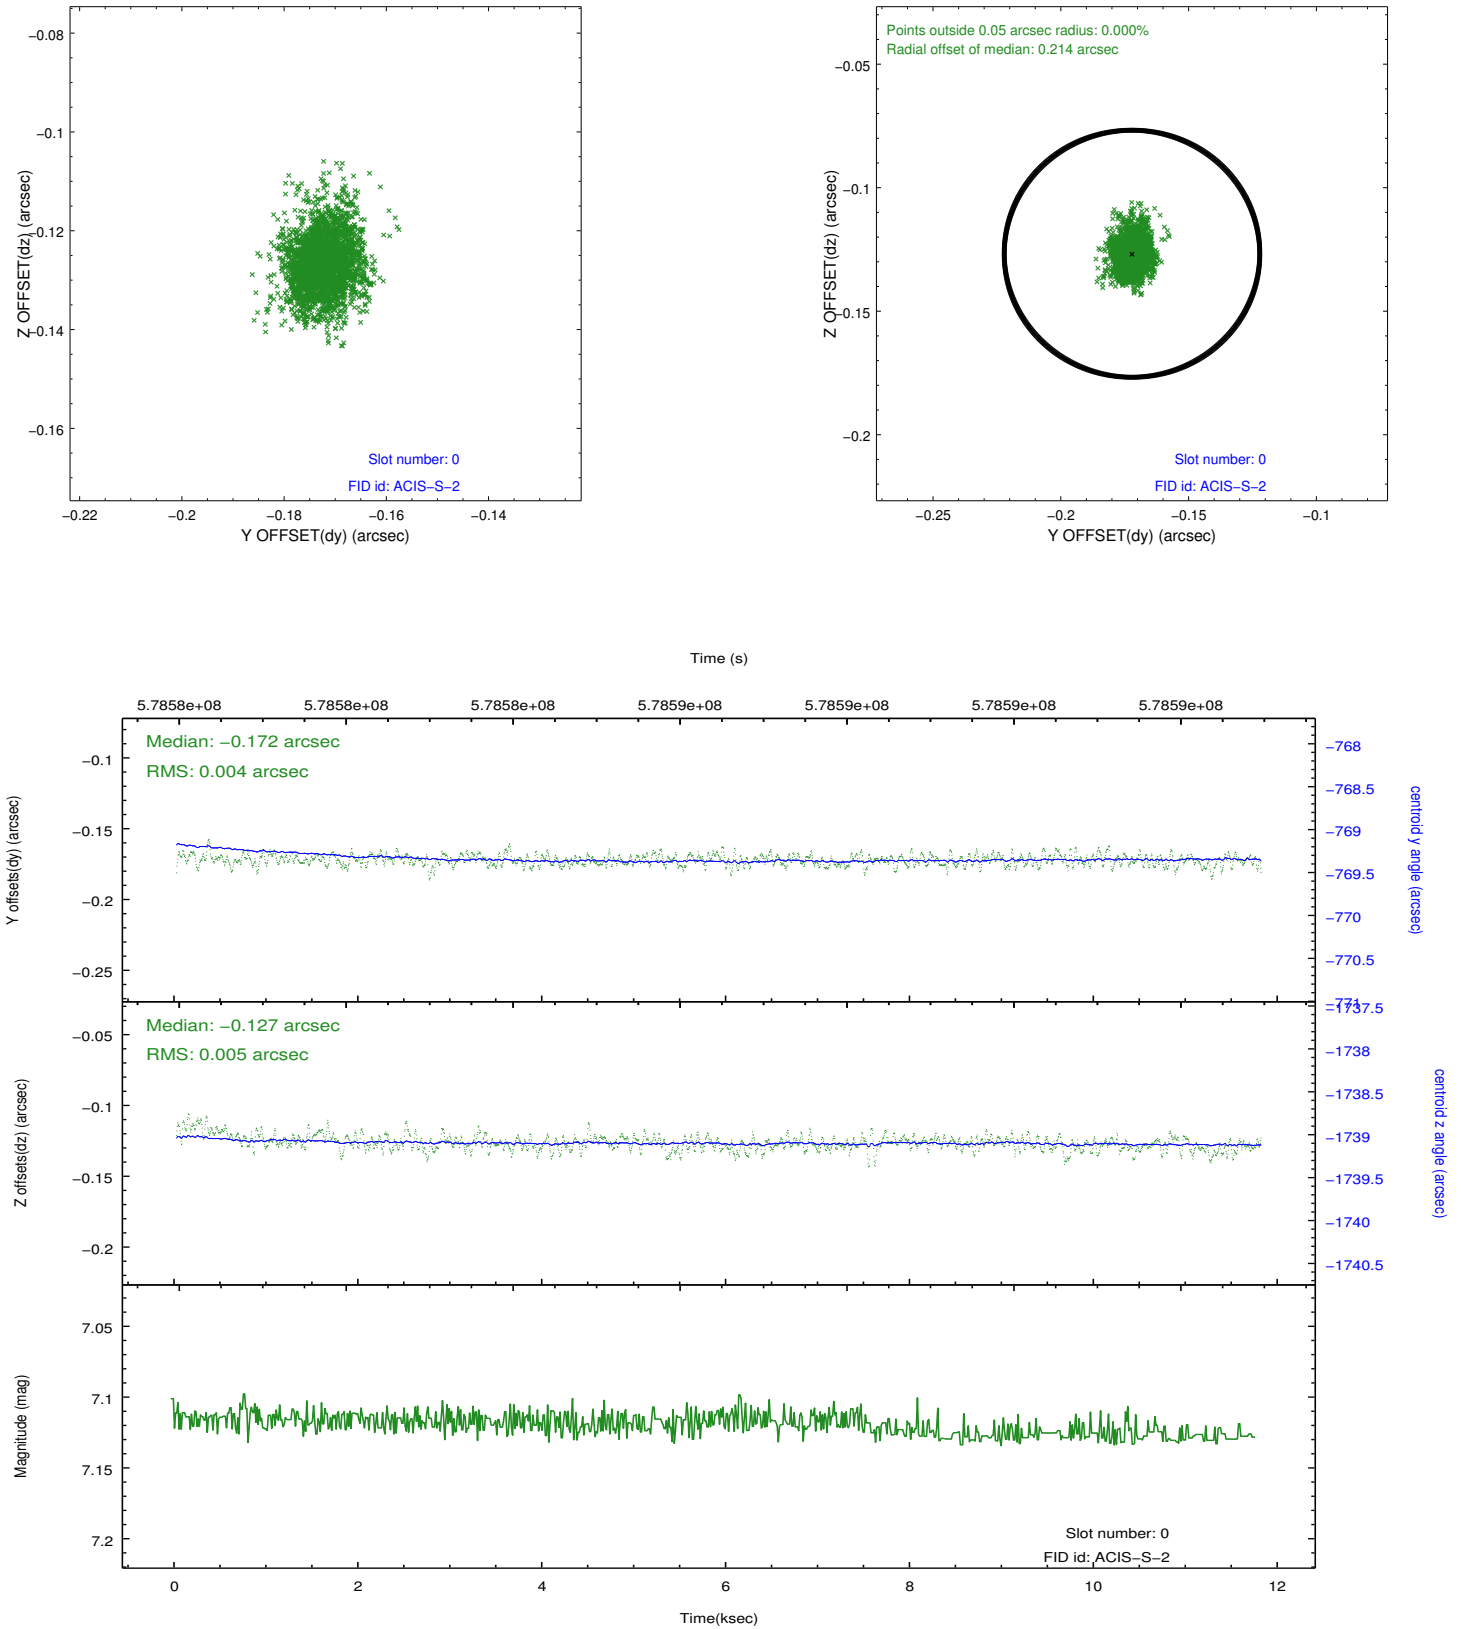 −0.08
−0.1
−0.12
−0.14
−0.16
Z OFFSET(dz) (arcsec)
Slot number: 0
FID id: ACIS−S−2
−0.22
−0.2
−0.18
−0.16
−0.14
Y OFFSET(dy) (arcsec)
Points outside 0.05 arcsec radius: 0.000%
Radial offset of median: 0.214 arcsec
−0.05
−0.1
−0.15
−0.2
Z OFFSET(dz) (arcsec)
Slot number: 0
FID id: ACIS−S−2
−0.25
−0.2
−0.15
−0.1
Y OFFSET(dy) (arcsec)
Time (s)
5.7858e+08
5.7858e+08
5.7858e+08
5.7859e+08
5.7859e+08
5.7859e+08
5.7859e+08
Median: −0.172 arcsec
RMS: 0.004 arcsec
−0.1
−0.15
−0.2
−0.25
Y offsets(dy) (arcsec)
−768
−768.5
−769
−769.5
−770
−770.5
−771
centroid y angle (arcsec)
Median: −0.127 arcsec
RMS: 0.005 arcsec
−0.05
−0.1
−0.15
−0.2
Z offsets(dz) (arcsec)
−1737.5
−1738
−1738.5
−1739
−1739.5
−1740
−1740.5
centroid z angle (arcsec)
7.05
7.1
7.15
7.2
Magnitude (mag)
Slot number: 0
FID id: ACIS−S−2
0
2
4
6
8
10
12
Time(ksec)